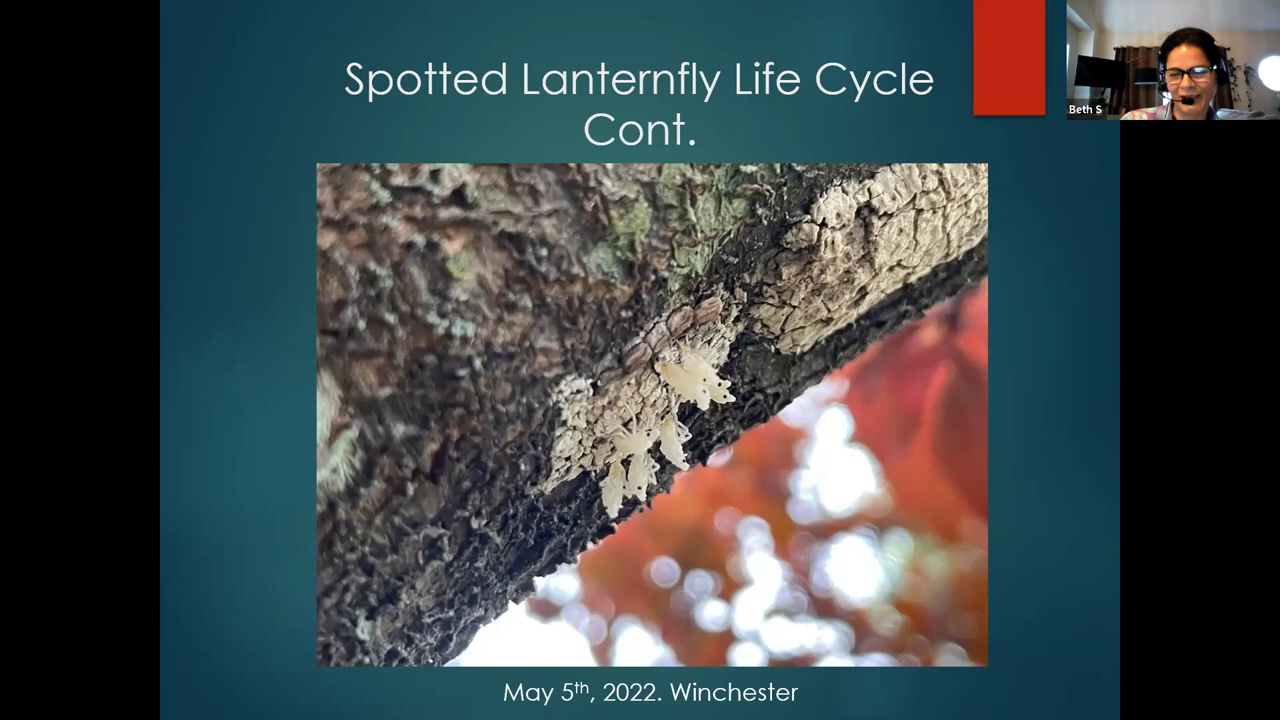 Spotted Lanternfly Life Cycle
Cont.
Beth S
May 5th, 2022. Winchester